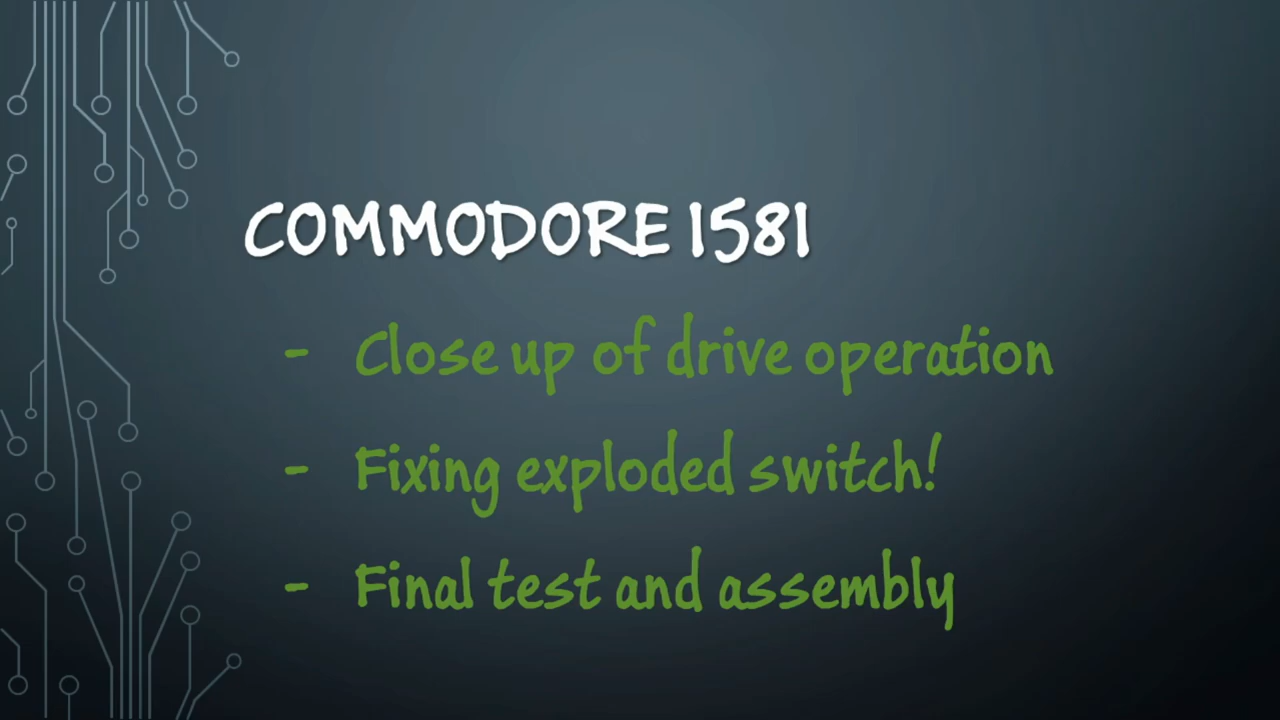 COMMODORE 1581
- Close up of drive operation
- Fixing exploded switch!
- Final test and assembly